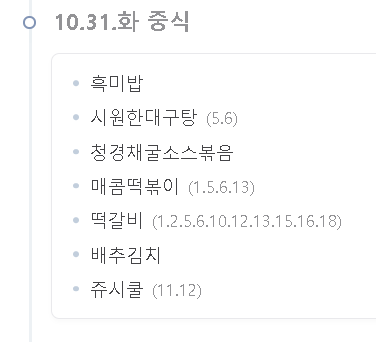 10.31.화 중식
흑미밥
시원한대구탕 (5.6)
청경채굴소스볶음
매콤떡볶이 (1.5.6.13)
떡갈비 (1.2.5.6.10.12.13.15.16.18)
배추김치
쥬시쿨 (11.12)